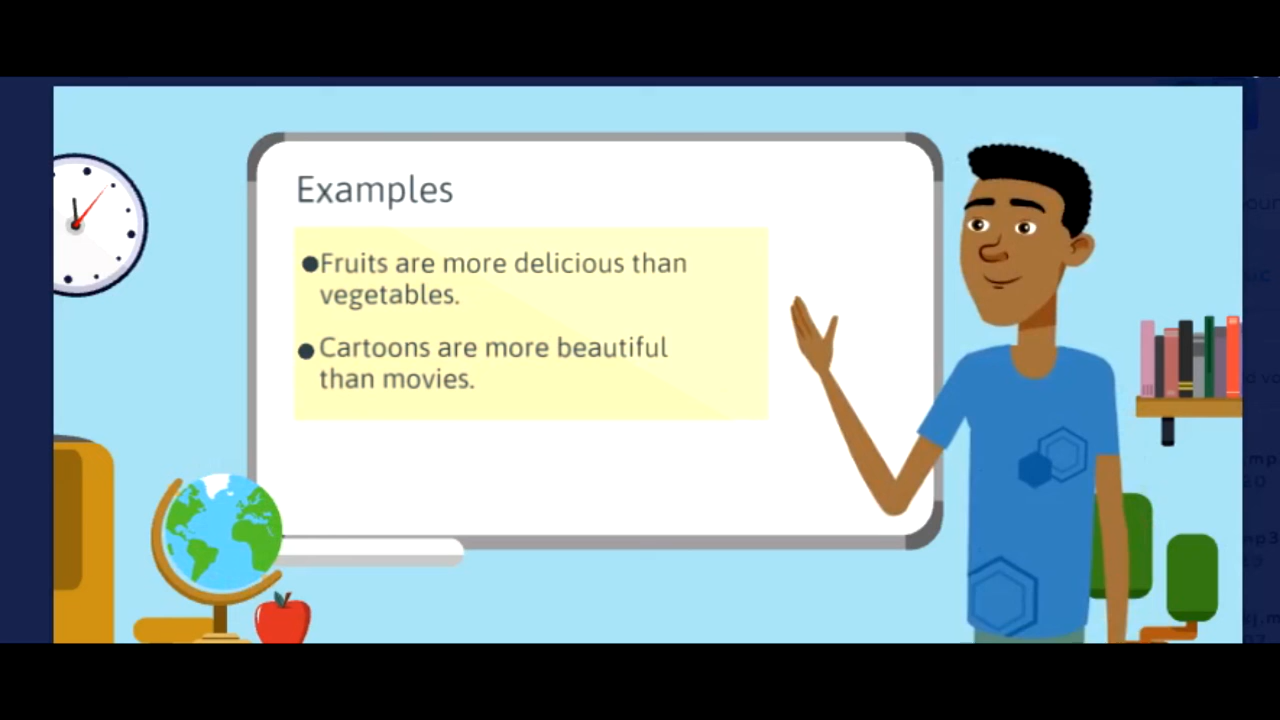 Examples
●Fruits are more delicious than
vegetables.
● Cartoons are more beautiful
than movies.